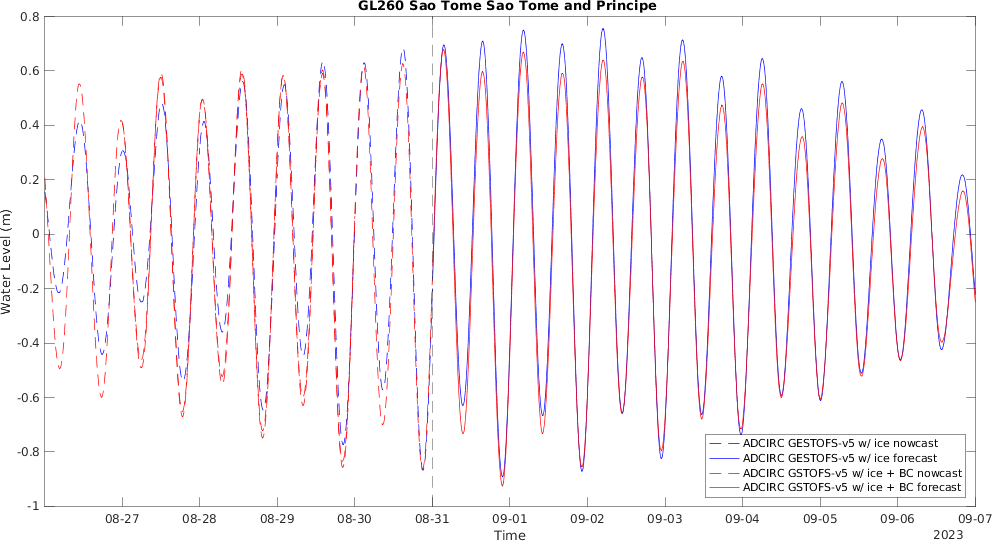 GL260 Sao Tome Sao Tome and Principe
Water Level (m)
0.8
0.6
0.4
0.2
0
-0.2
-0.4
-0.6
-0.8
-1
ADCIRC GESTOFS-v5 w/ ice nowcast
ADCIRC GESTOFS-v5 w/ ice forecast
ADCIRC GSTOFS-v5 w/ ice + BC nowcast
ADCIRC GSTOFS-v5 w/ ice + BC forecast
08-27 08-28 08-29 08-30 08-31 09-01 09-02 09-03 09-04 09-05 09-06 09-07
Time
2023